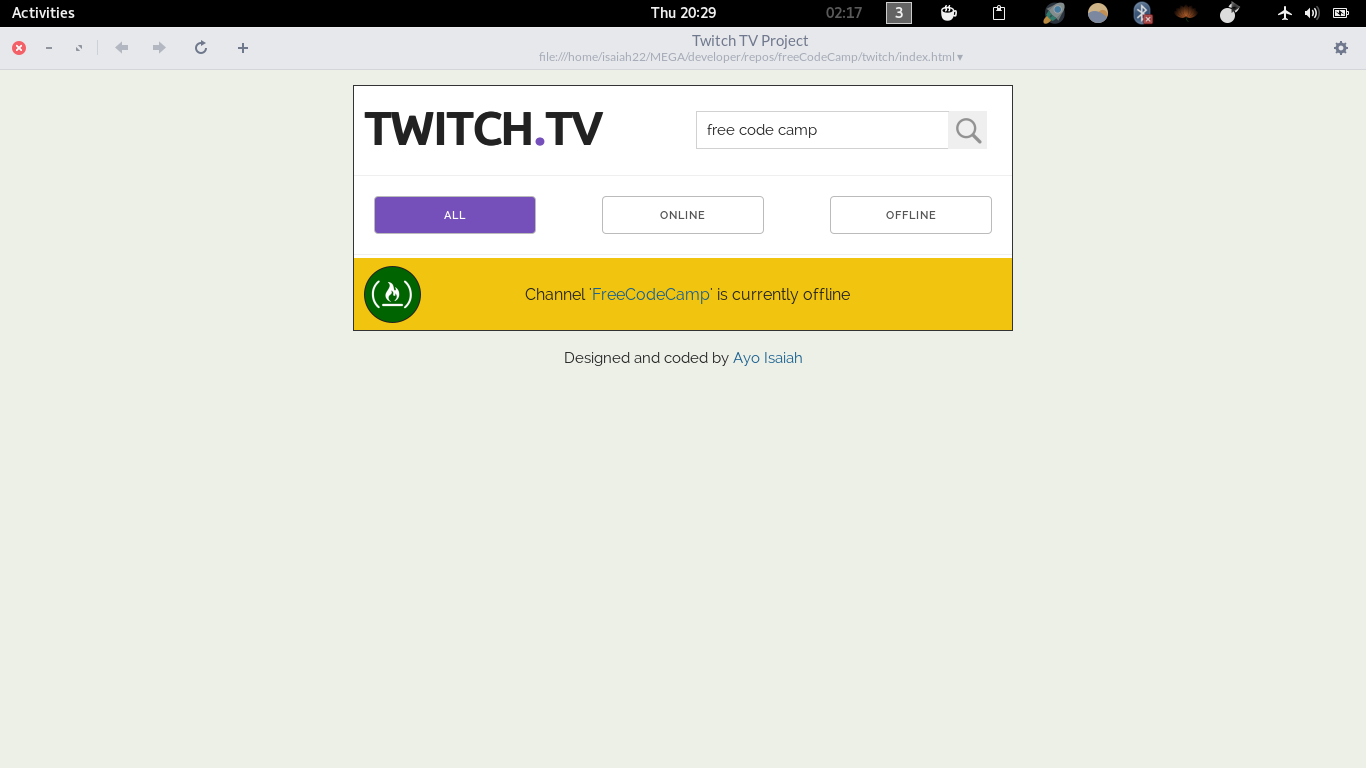 Activities
Thu 20:29
02:17
3
Twitch TV Project
file:///home/isaiah22/MEGA/developer/repos/freeCodeCamp/twitch/index.html ▾
TWITCH.TV
free code camp
ALL
ONLINE
OFFLINE
Channel 'FreeCodeCamp' is currently offline
Designed and coded by Ayo Isaiah